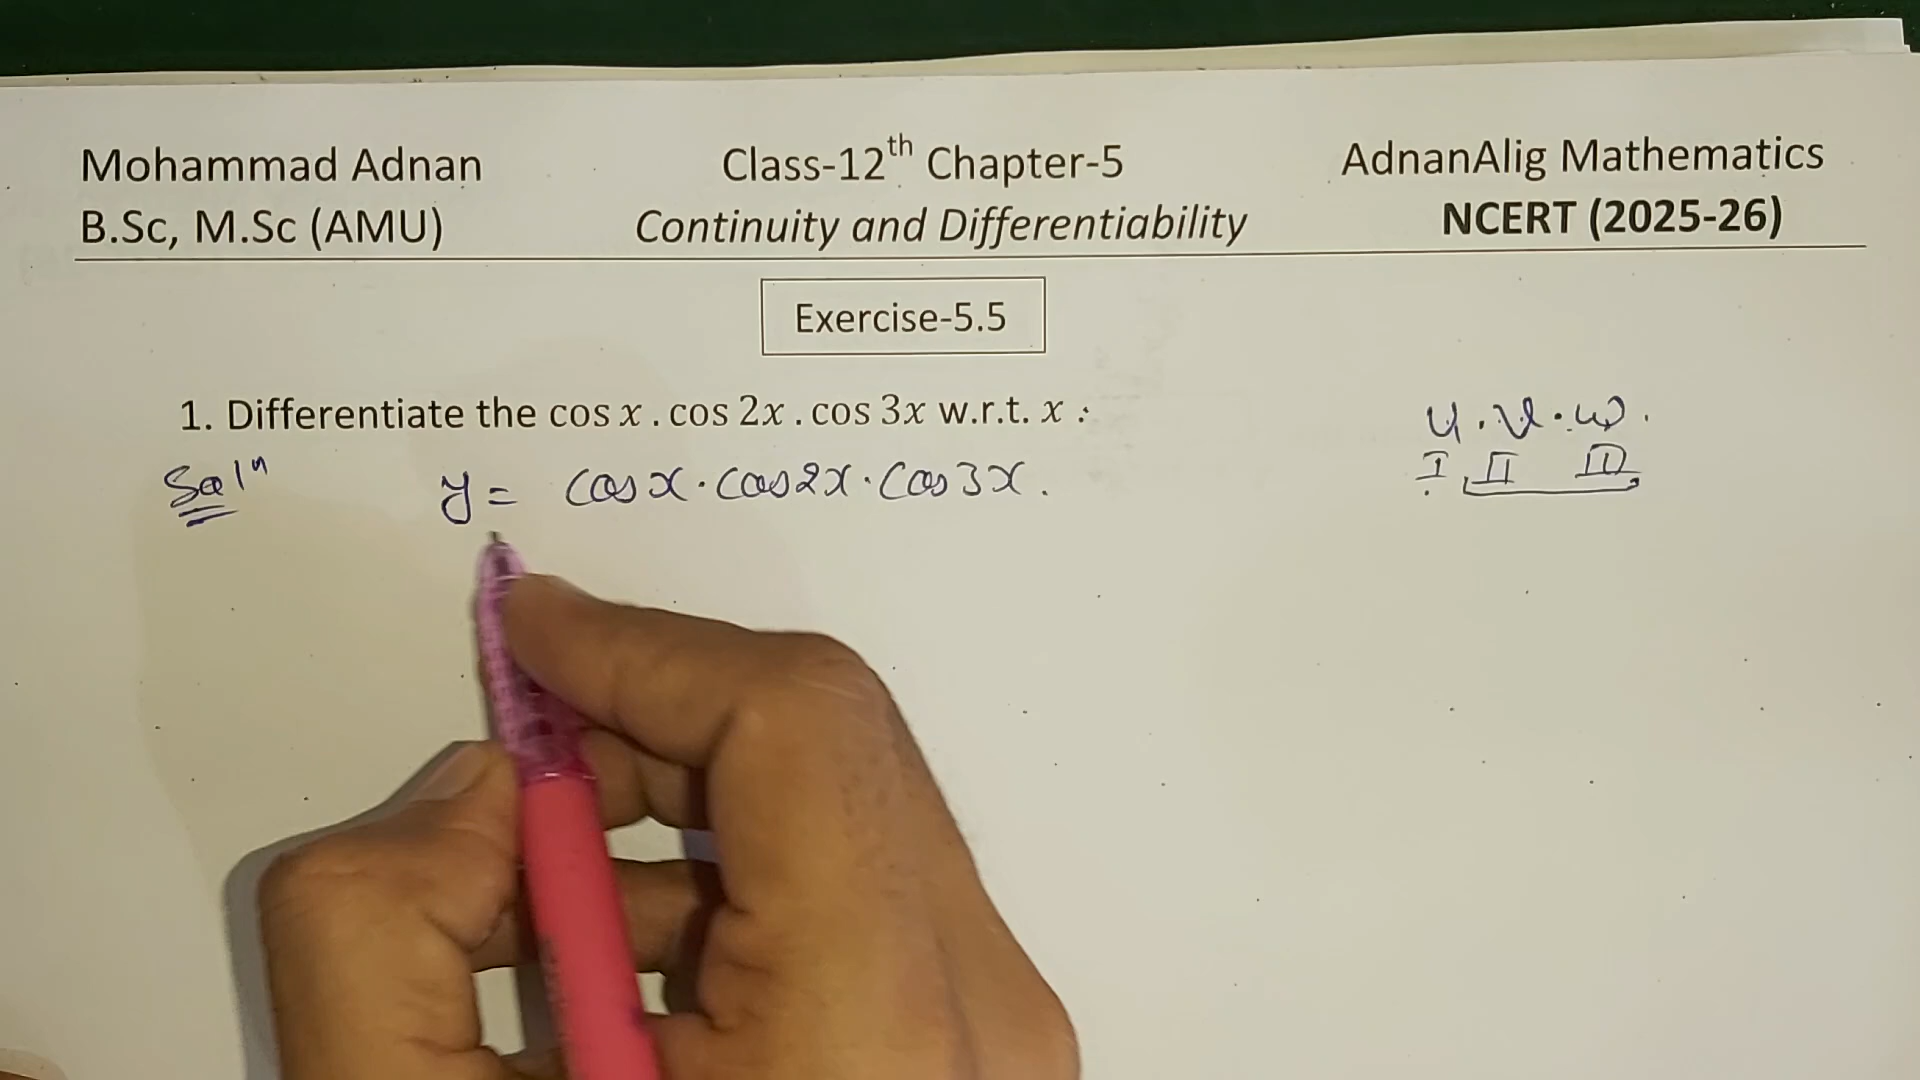 Mohammad Adnan
B.Sc, M.Sc (AMU)
Class-12th Chapter-5
Continuity and Differentiability
AdnanAlig Mathematics
NCERT (2025-26)
Exercise-5.5
1. Differentiate the cos x . cos 2x . cos 3x w.r.t. x :
Solⁿ y = cos x · cos 2x · cos 3x .
u . v . w .
I II III